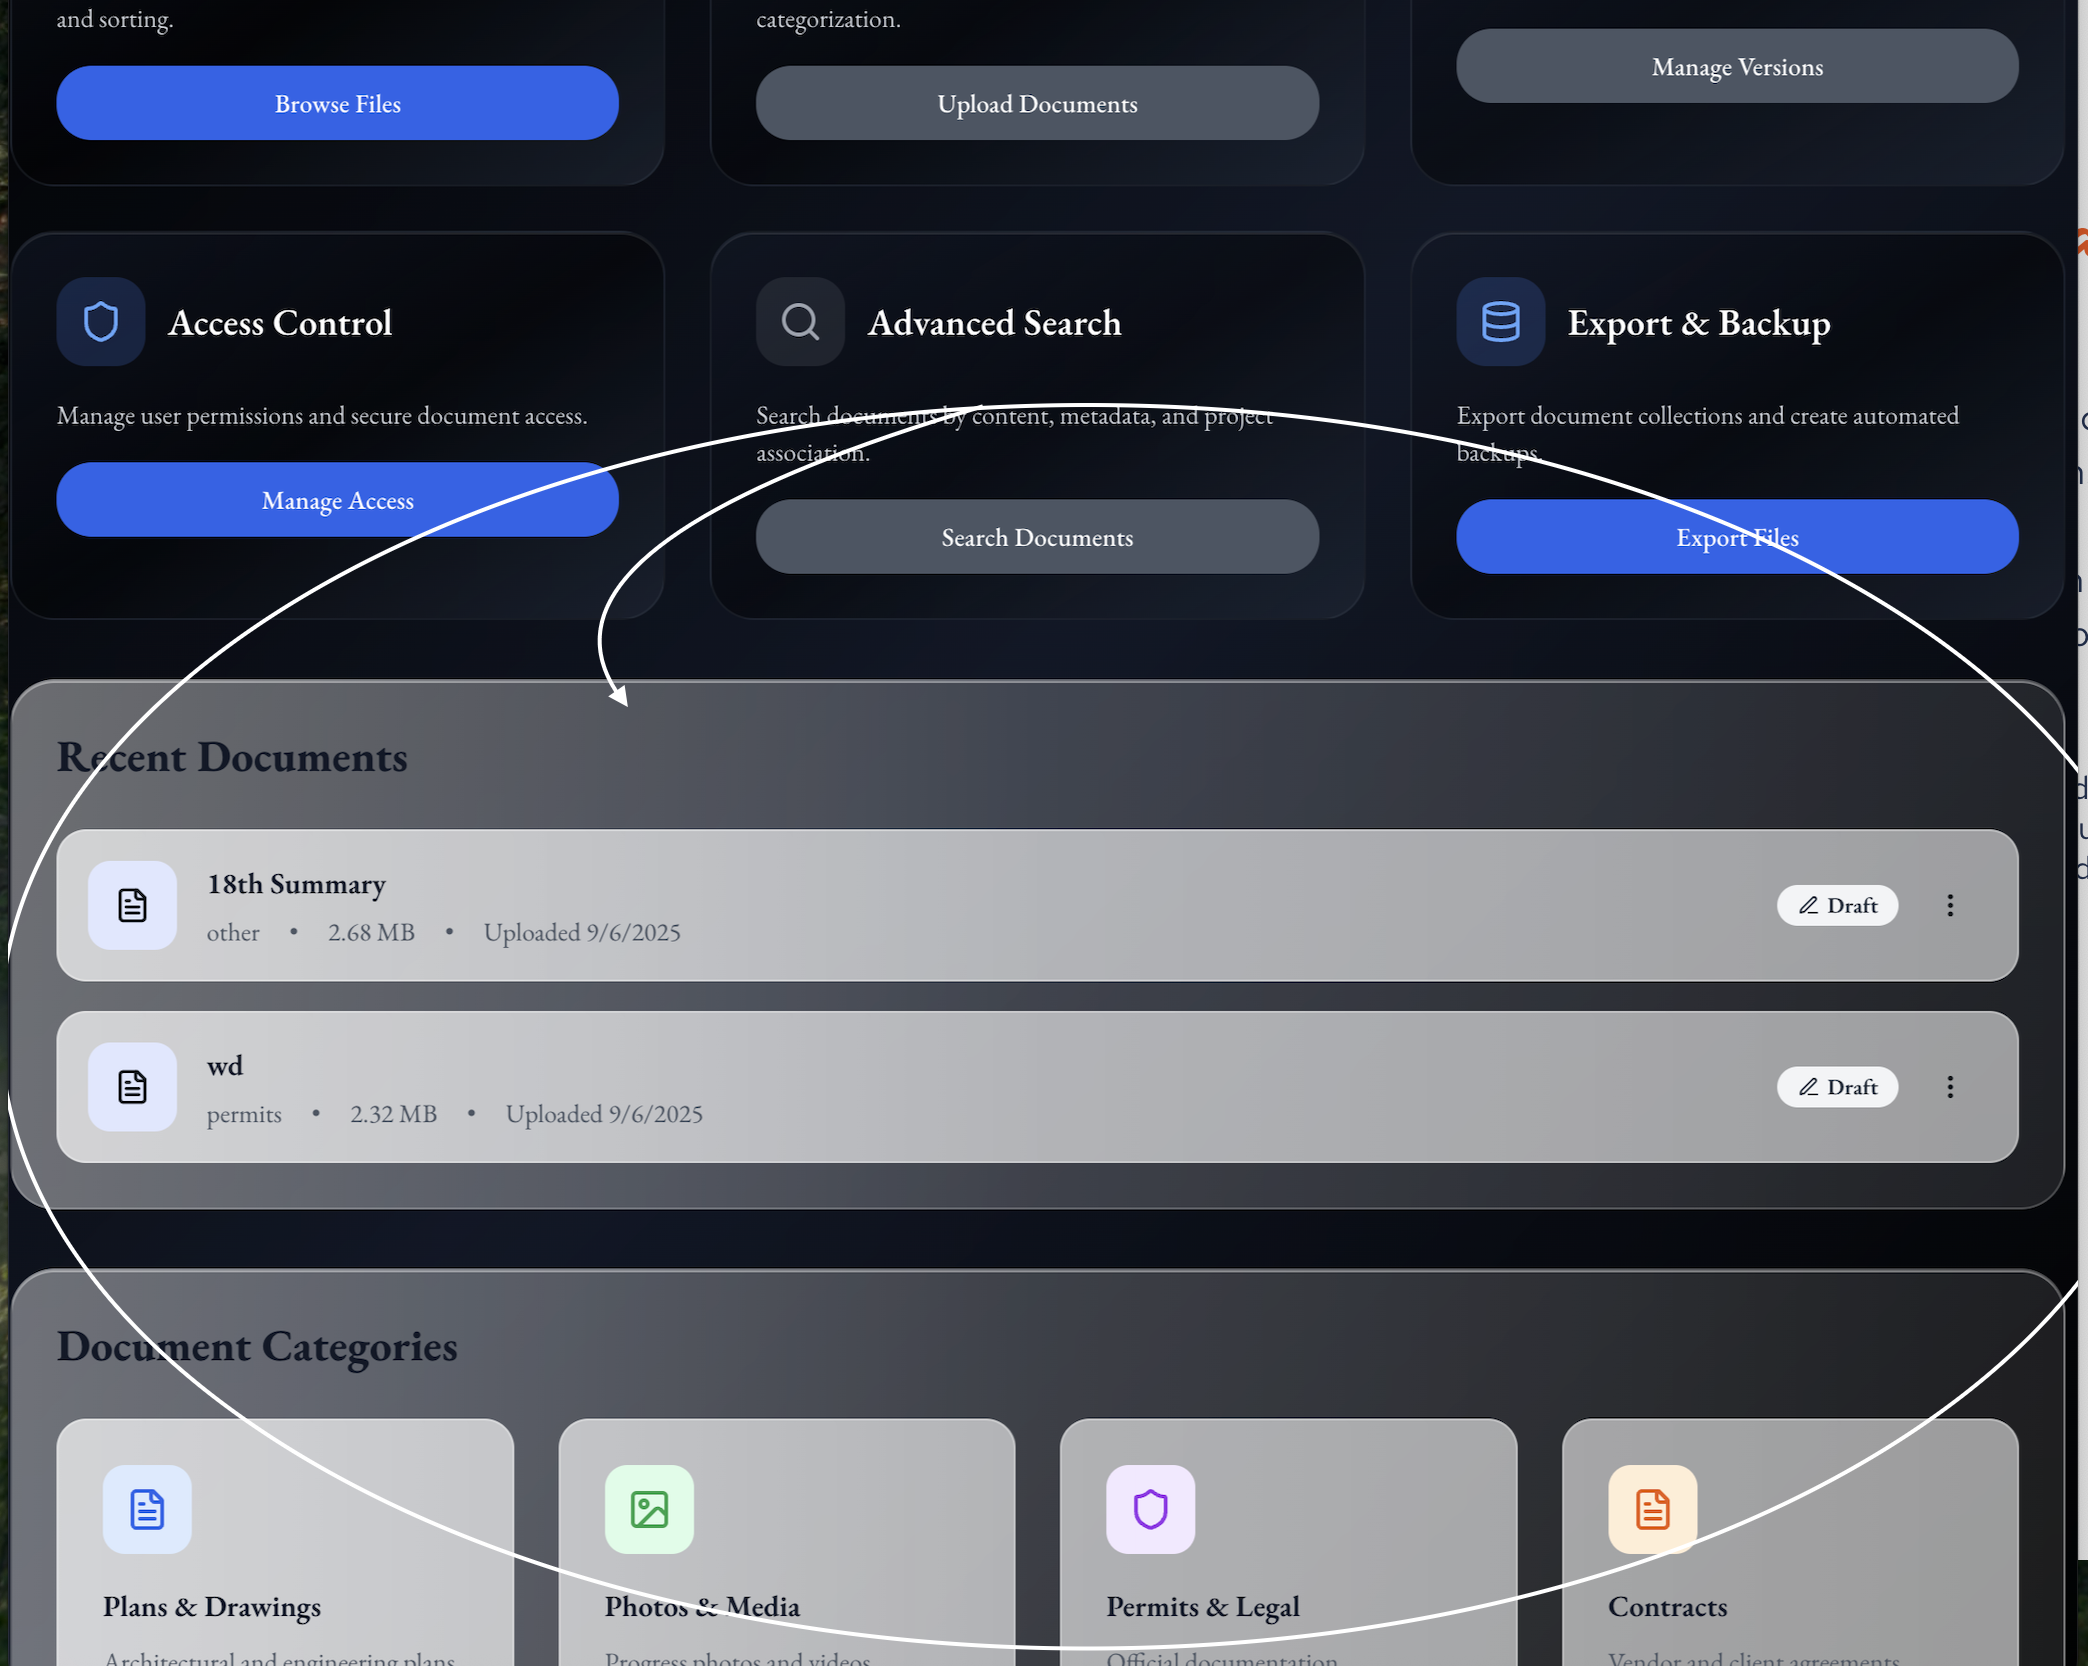 and sorting.
Browse Files
categorization.
Upload Documents
Manage Versions
Access Control
Manage user permissions and secure document access.
Manage Access
Advanced Search
Search documents by content, metadata, and project
association.
Search Documents
Export & Backup
Export document collections and create automated
backups.
Export Files
Recent Documents
18th Summary
other • 2.68 MB • Uploaded 9/6/2025
Draft
wd
permits • 2.32 MB • Uploaded 9/6/2025
Draft
Document Categories
Plans & Drawings
Architectural and engineering plans
Photos & Media
Progress photos and videos
Permits & Legal
Official documentation
Contracts
Vendor and client agreements